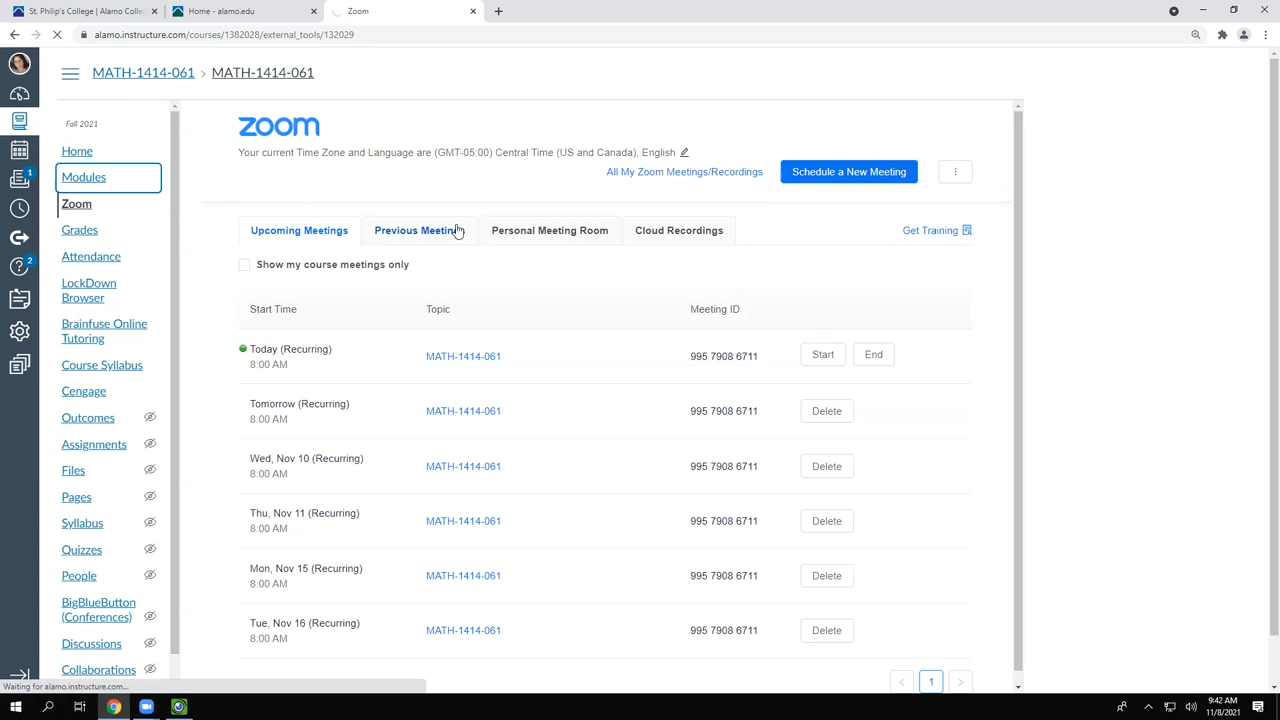 St. Philip's College | Alamo Colle
Home - alamo.edu
Zoom
alamo.instructure.com/courses/1382028/external_tools/132029
MATH-1414-061 > MATH-1414-061
Fall 2021
Home
Modules
Zoom
Grades
Attendance
LockDown
Browser
Brainfuse Online
Tutoring
Course Syllabus
Cengage
Outcomes
Assignments
Files
Pages
Syllabus
Quizzes
People
BigBlueButton
(Conferences)
Discussions
Collaborations
1
2
zoom
Your current Time Zone and Language are (GMT-05:00) Central Time (US and Canada), English
All My Zoom Meetings/Recordings
Schedule a New Meeting
Upcoming Meetings
Previous Meetings
Personal Meeting Room
Cloud Recordings
Get Training
Show my course meetings only
Start Time Topic Meeting ID
Today (Recurring)
8:00 AM
MATH-1414-061
995 7908 6711
Start
End
Tomorrow (Recurring)
8:00 AM
MATH-1414-061
995 7908 6711
Delete
Wed, Nov 10 (Recurring)
8:00 AM
MATH-1414-061
995 7908 6711
Delete
Thu, Nov 11 (Recurring)
8:00 AM
MATH-1414-061
995 7908 6711
Delete
Mon, Nov 15 (Recurring)
8:00 AM
MATH-1414-061
995 7908 6711
Delete
Tue, Nov 16 (Recurring)
8:00 AM
MATH-1414-061
995 7908 6711
Delete
< 1 >
Waiting for alamo.instructure.com...
9:42 AM
11/8/2021